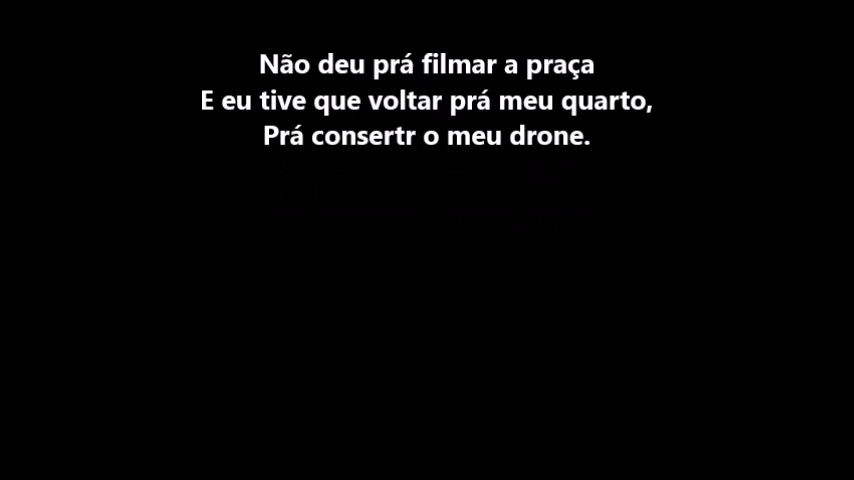 Não deu prá filmar a praça
E eu tive que voltar prá meu quarto,
Prá consertr o meu drone.